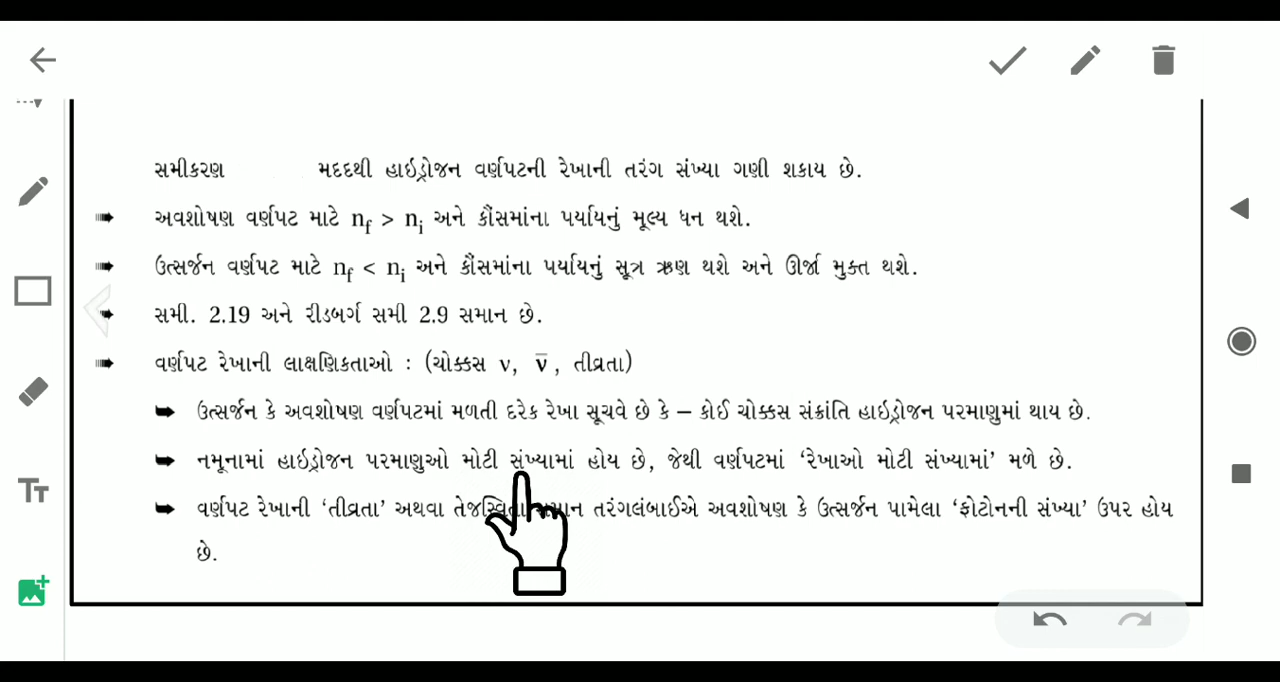 સમીકરણ મદદથી હાઇડ્રોજન વર્ણપટની રેખાની તરંગ સંખ્યા ગણી શકાય છે.
➠ અવશોષણ વર્ણપટ માટે nf > ni અને કૌંસમાંના પર્યાયનું મૂલ્ય ધન થશે.
➠ ઉત્સર્જન વર્ણપટ માટે nf < ni અને કૌંસમાંના પર્યાયનું સૂત્ર ઋણ થશે અને ઊર્જા મુક્ત થશે.
➠ સમી. 2.19 અને રીડબર્ગ સમી 2.9 સમાન છે.
➠ વર્ણપટ રેખાની લાક્ષણિકતાઓ : (ચોક્કસ ν, ν̅, તીવ્રતા)
➥ ઉત્સર્જન કે અવશોષણ વર્ણપટમાં મળતી દરેક રેખા સૂચવે છે કે – કોઈ ચોક્કસ સંક્રાંતિ હાઇડ્રોજન પરમાણુમાં થાય છે.
➥ નમૂનામાં હાઇડ્રોજન પરમાણુઓ મોટી સંખ્યામાં હોય છે, જેથી વર્ણપટમાં ‘રેખાઓ મોટી સંખ્યામાં’ મળે છે.
➥ વર્ણપટ રેખાની ‘તીવ્રતા’ અથવા તેજસ્વિતા તરંગલંબાઈએ અવશોષણ કે ઉત્સર્જન પામેલા ‘ફોટોનની સંખ્યા’ ઉપર હોય
છે.
TT